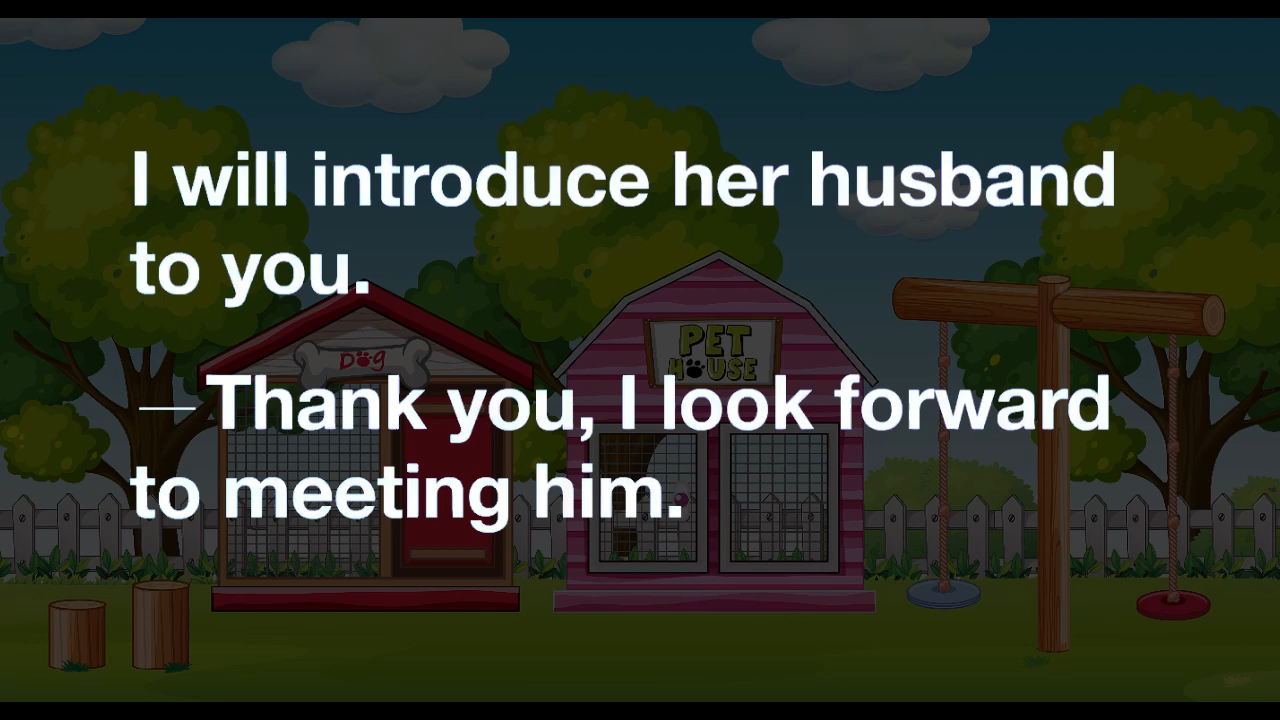 I will introduce her husband
to you.
Dog
PET
HOUSE
—Thank you, I look forward
to meeting him.